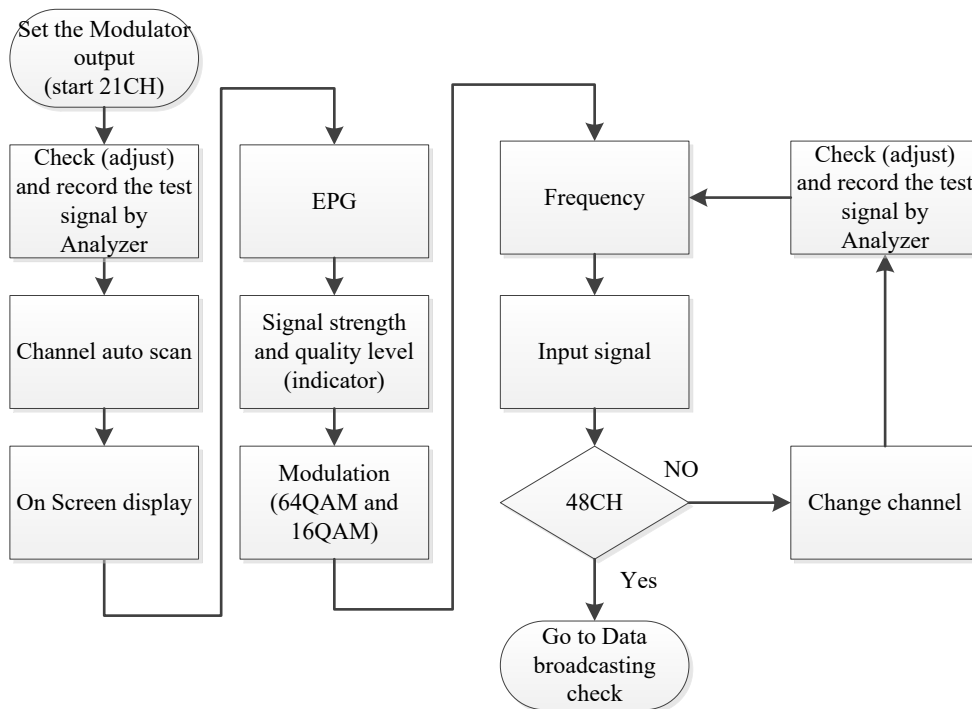 Set the Modulator
output
(start 21CH)
Check (adjust)
and record the test
signal by
Analyzer
Channel auto scan
On Screen display
EPG
Signal strength
and quality level
(indicator)
Modulation
(64QAM and
16QAM)
Frequency
Input signal
48CH
NO
Yes
Go to Data
broadcasting
check
Change channel
Check (adjust)
and record the test
signal by
Analyzer